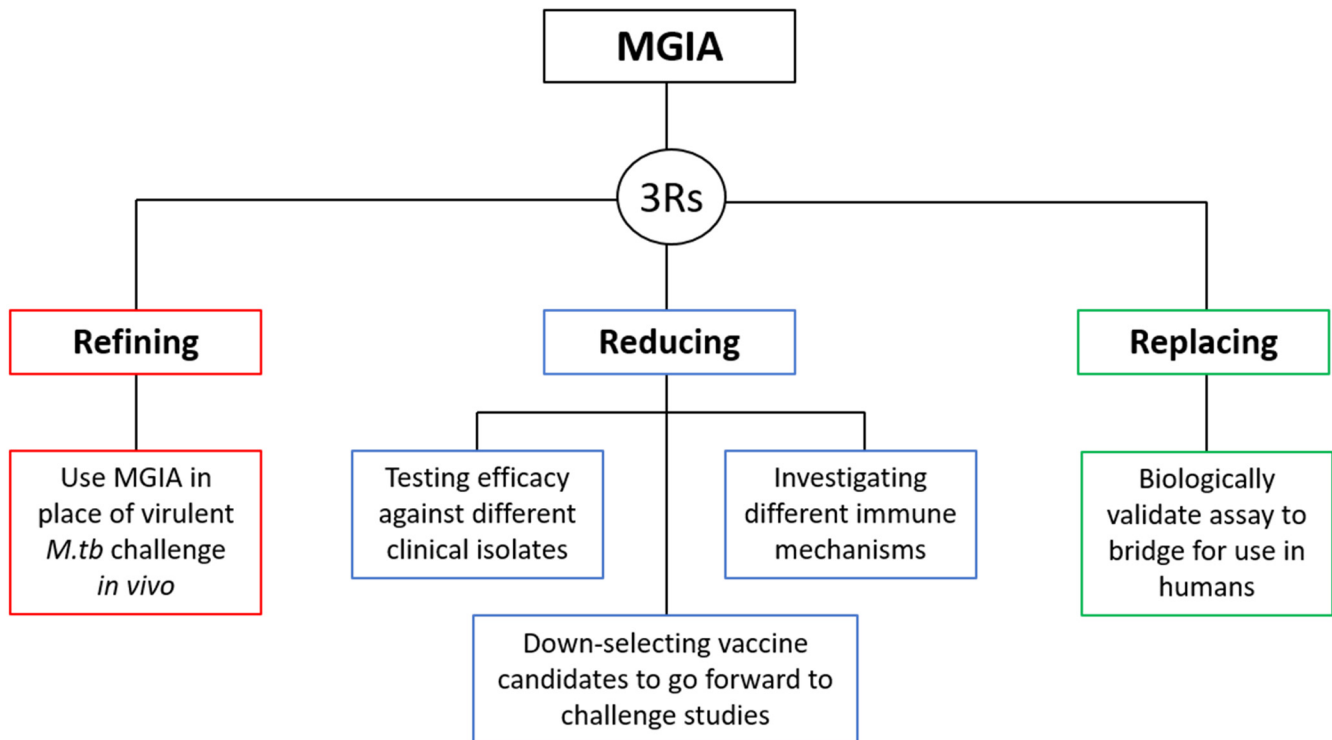 MGIA
3Rs
Refining
Reducing
Replacing
Use MGIA in
place of virulent
M.tb challenge
in vivo
Testing efficacy
against different
clinical isolates
Investigating
different immune
mechanisms
Biologically
validate assay to
bridge for use in
humans
Down-selecting vaccine
candidates to go forward to
challenge studies